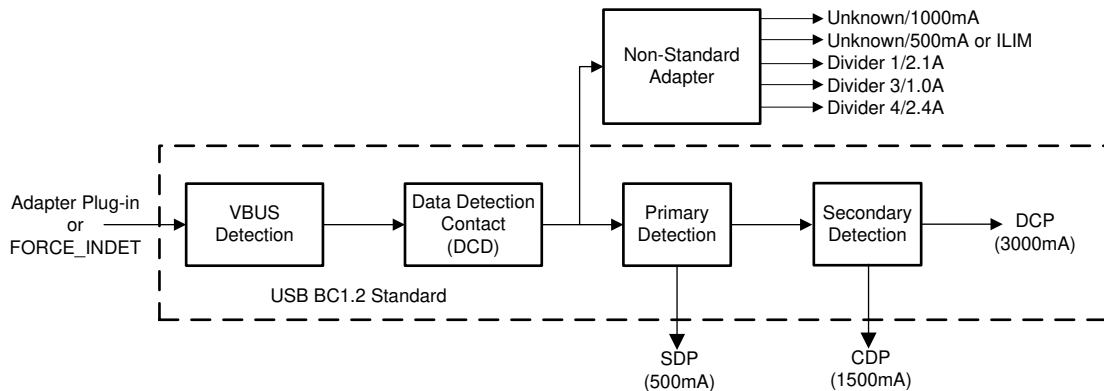 Non-Standard
Adapter
Unknown/1000mA
Unknown/500mA or ILIM
Divider 1/2.1A
Divider 3/1.0A
Divider 4/2.4A
Adapter Plug-in
or
FORCE_INDET
VBUS
Detection
Data Detection
Contact
(DCD)
Primary
Detection
Secondary
Detection
DCP
(3000mA)
USB BC1.2 Standard
SDP
(500mA)
CDP
(1500mA)